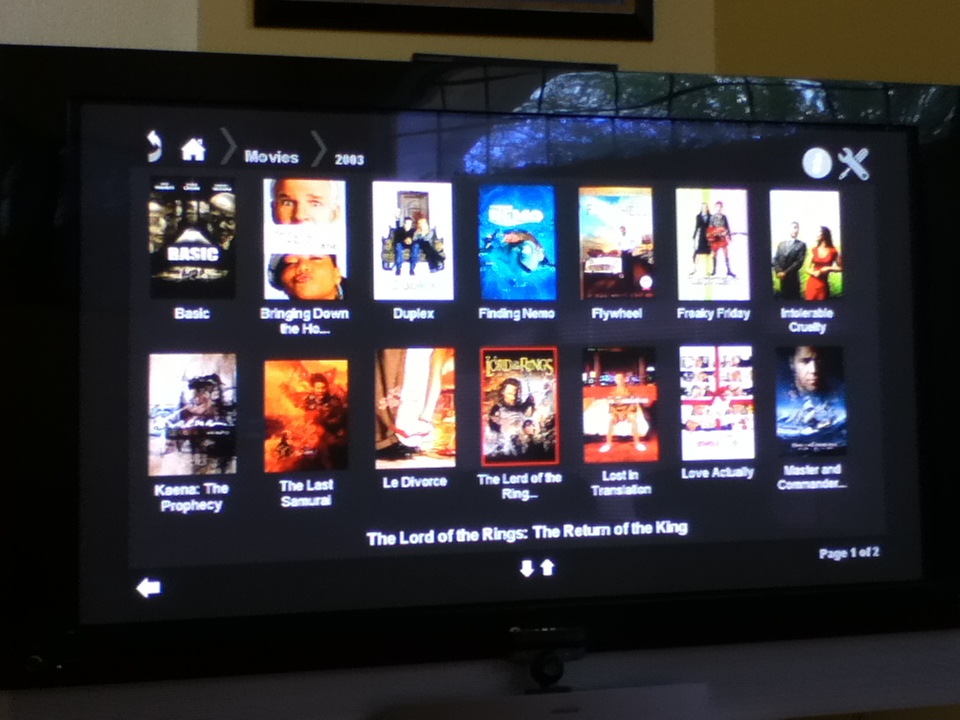 Movies
2003
BASIC
NEMO
Basic
Bringing Down
the Ho...
Duplex
Finding Nemo
Flywheel
Freaky Friday
Intolerable
Cruelty
LORD OF THE RINGS
Kaena: The
Prophecy
The Last
Samurai
Le Divorce
The Lord of the
Ring...
Lost in
Translation
Love Actually
Master and
Commander...
The Lord of the Rings: The Return of the King
Page 1 of 2